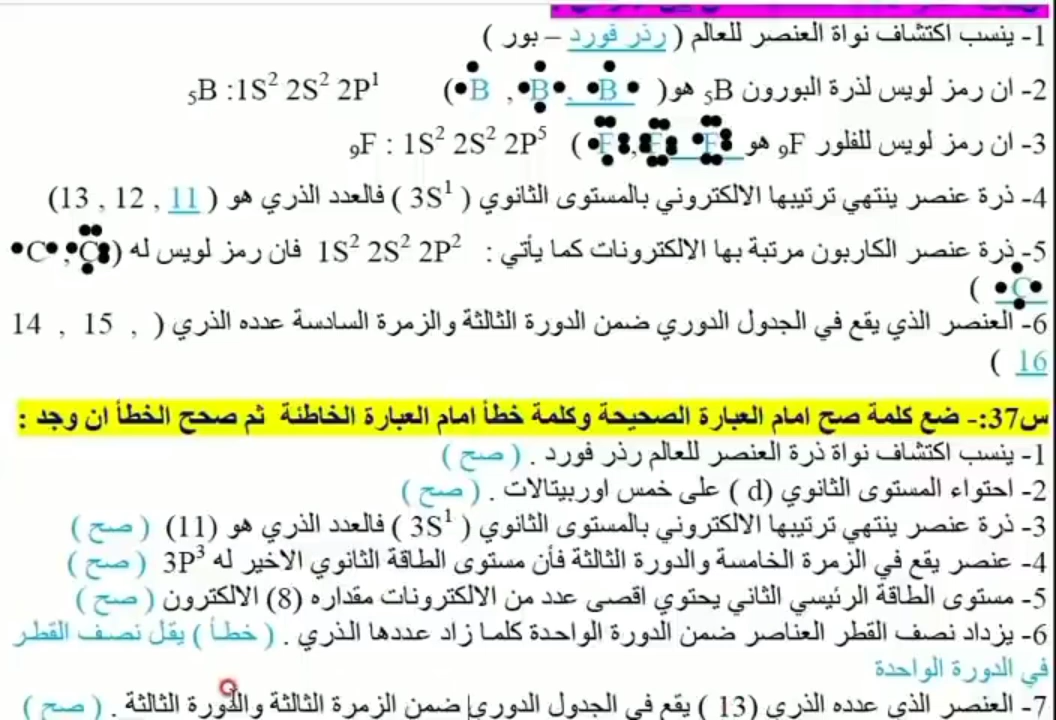 1- ينسب اكتشاف نواة العنصر للعالم ( رذر فورد – بور )
2- ان رمز لويس لذرة البورون ₅B هو( •B• , •B• , •B ) ₅B :1S² 2S² 2P¹
3- ان رمز لويس للفلور ₉F هو F , F , F ) ) ₉F : 1S² 2S² 2P⁵
4- ذرة عنصر ينتهي ترتيبها الالكتروني بالمستوى الثانوي ( 3S¹ ) فالعدد الذري هو ( 11 , 12 , 13)
5- ذرة عنصر الكاربون مرتبة بها الالكترونات كما يأتي : 1S² 2S² 2P² فان رمز لويس له ( C , •C•
•C• )
6- العنصر الذي يقع في الجدول الدوري ضمن الدورة الثالثة والزمرة السادسة عدده الذري ( , 15 , 14
16 )
س37:- ضع كلمة صح امام العبارة الصحيحة وكلمة خطأ امام العبارة الخاطئة ثم صحح الخطأ ان وجد :
1- ينسب اكتشاف نواة ذرة العنصر للعالم رذر فورد . ( صح )
2- احتواء المستوى الثانوي (d ) على خمس اوربيتالات . ( صح )
3- ذرة عنصر ينتهي ترتيبها الالكتروني بالمستوى الثانوي ( 3S¹ ) فالعدد الذري هو (11) ( صح )
4- عنصر يقع في الزمرة الخامسة والدورة الثالثة فأن مستوى الطاقة الثانوي الاخير له 3P³ ( صح )
5- مستوى الطاقة الرئيسي الثاني يحتوي اقصى عدد من الالكترونات مقداره (8) الالكترون ( صح )
6- يزداد نصف القطر العناصر ضمن الدورة الواحدة كلما زاد عددها الذري . ( خطأ ) يقل نصف القطر
في الدورة الواحدة
7- العنصر الذي عدده الذري (13 ) يقع في الجدول الدوري ضمن الزمرة الثالثة والدورة الثالثة . ( صح )